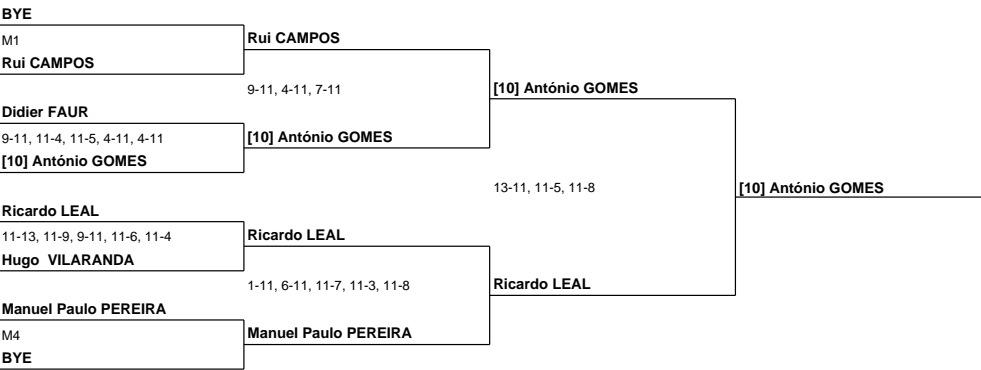 BYE
M1
Rui CAMPOS
Rui CAMPOS
9-11, 4-11, 7-11
[10] António GOMES
Didier FAUR
9-11, 11-4, 11-5, 4-11, 4-11
[10] António GOMES
[10] António GOMES
13-11, 11-5, 11-8
[10] António GOMES
Ricardo LEAL
11-13, 11-9, 9-11, 11-6, 11-4
Hugo VILARANDA
Ricardo LEAL
1-11, 6-11, 11-7, 11-3, 11-8
Ricardo LEAL
Manuel Paulo PEREIRA
M4
BYE
Manuel Paulo PEREIRA